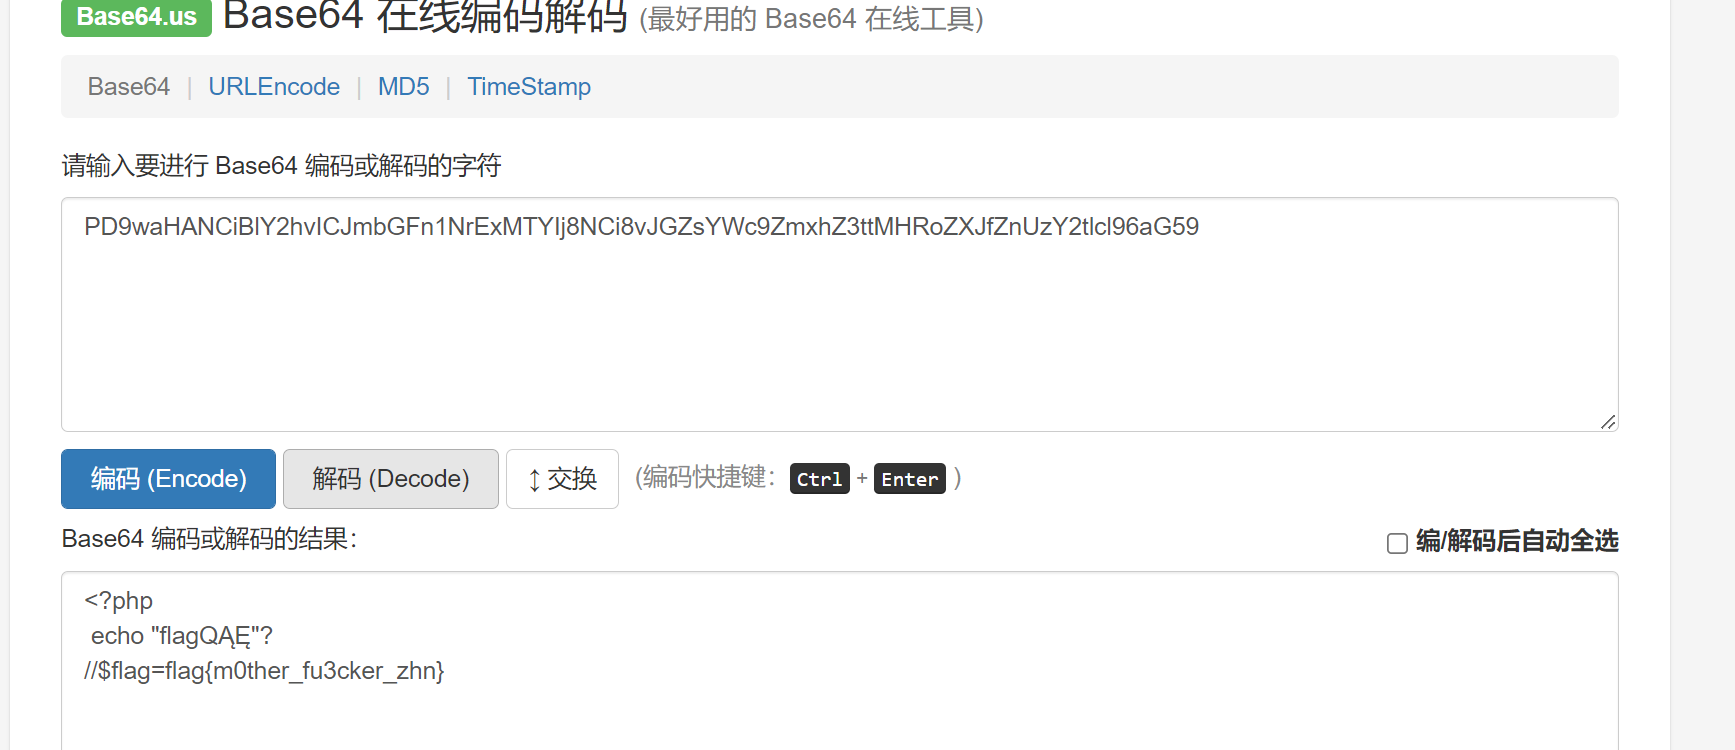 Base64.us Base64 在线编码解码 (最好用的 Base64 在线工具)
Base64 | URLEncode | MD5 | TimeStamp
请输入要进行 Base64 编码或解码的字符
PD9waHANCiBlY2hvICJmbGFn1NrExMTYIj8NCi8vJGZsYWc9ZmxhZ3ttMHRoZXJfZnUzY2tlcl96aG59
编码 (Encode) 解码 (Decode) ↕ 交换 (编码快捷键: Ctrl + Enter )
Base64 编码或解码的结果: 编/解码后自动全选
<?php
echo "flagQĄĘ"?
//$flag=flag{m0ther_fu3cker_zhn}